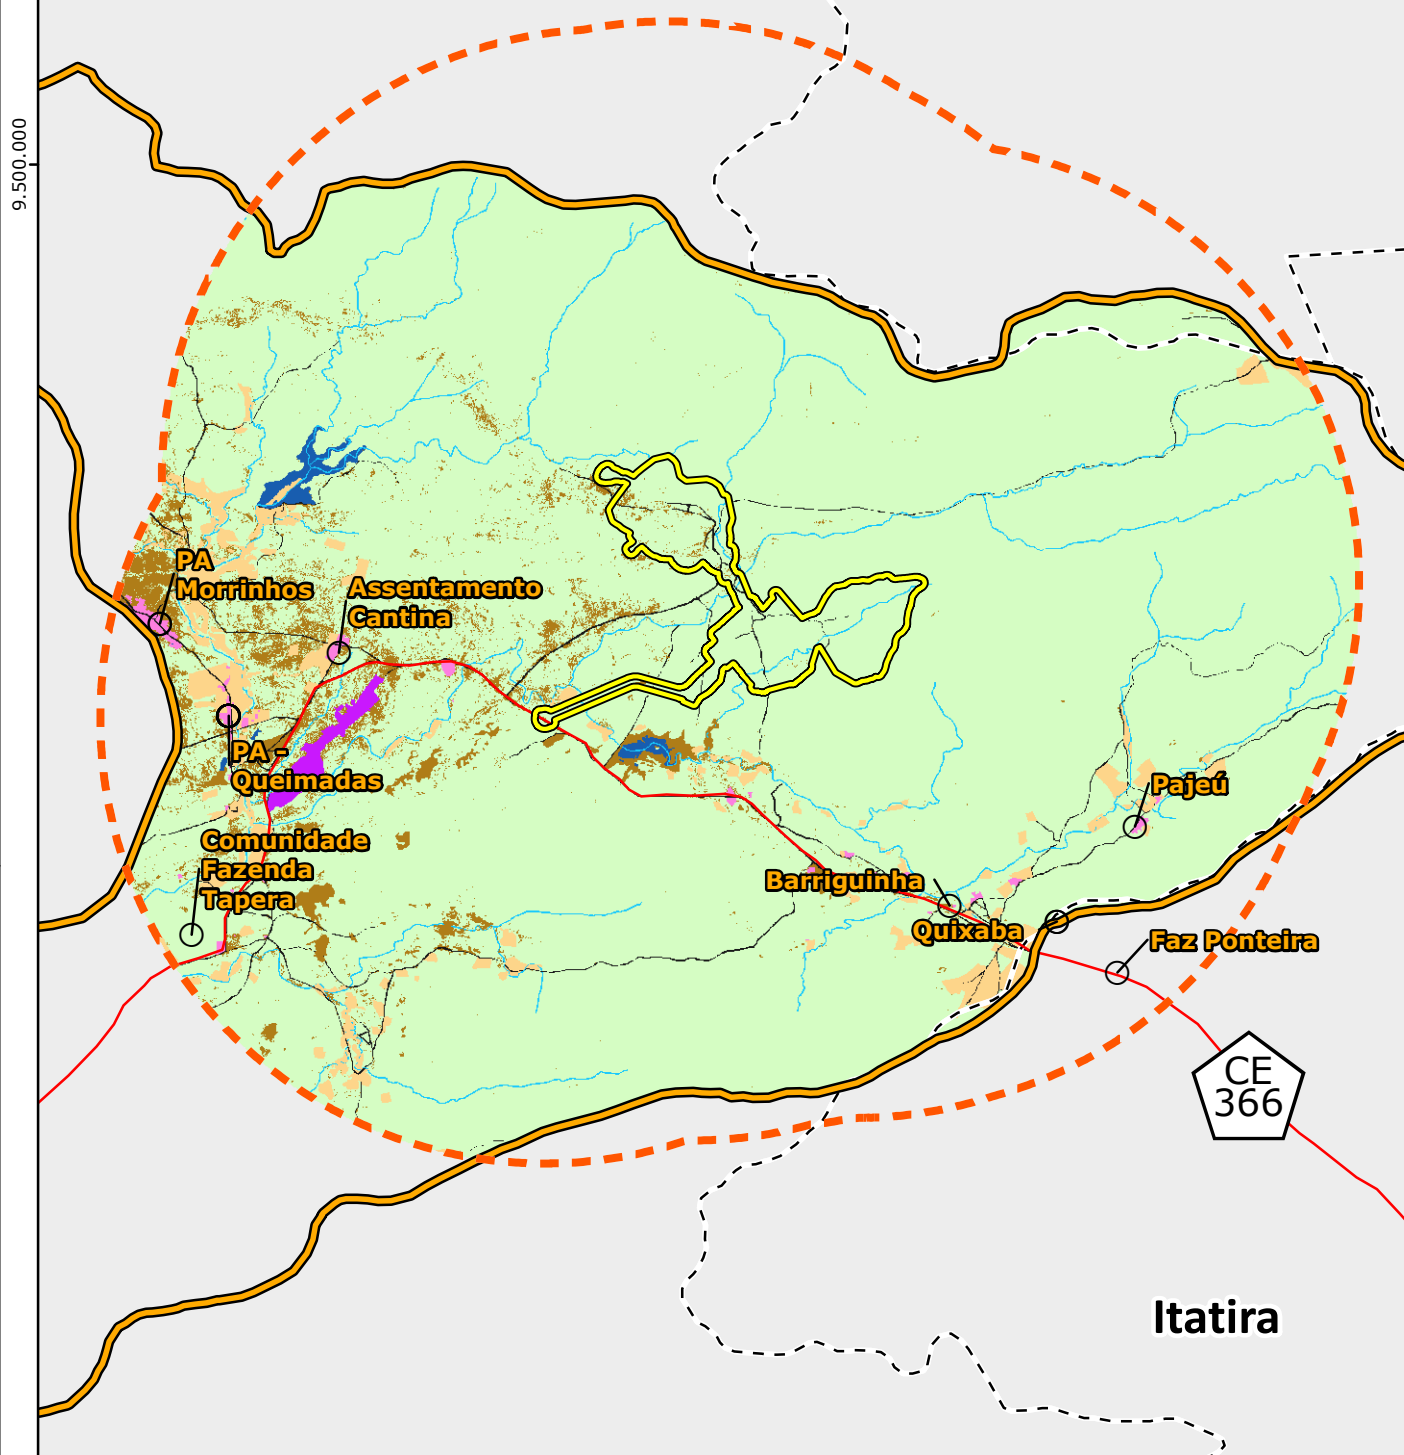 9.500.000
PA
Morrinhos
Assentamento
Cantina
PA -
Queimadas
Comunidade
Fazenda
Tapera
Pajeú
Barriguinha
Quixaba
Faz Ponteira
CE
366
Itatira